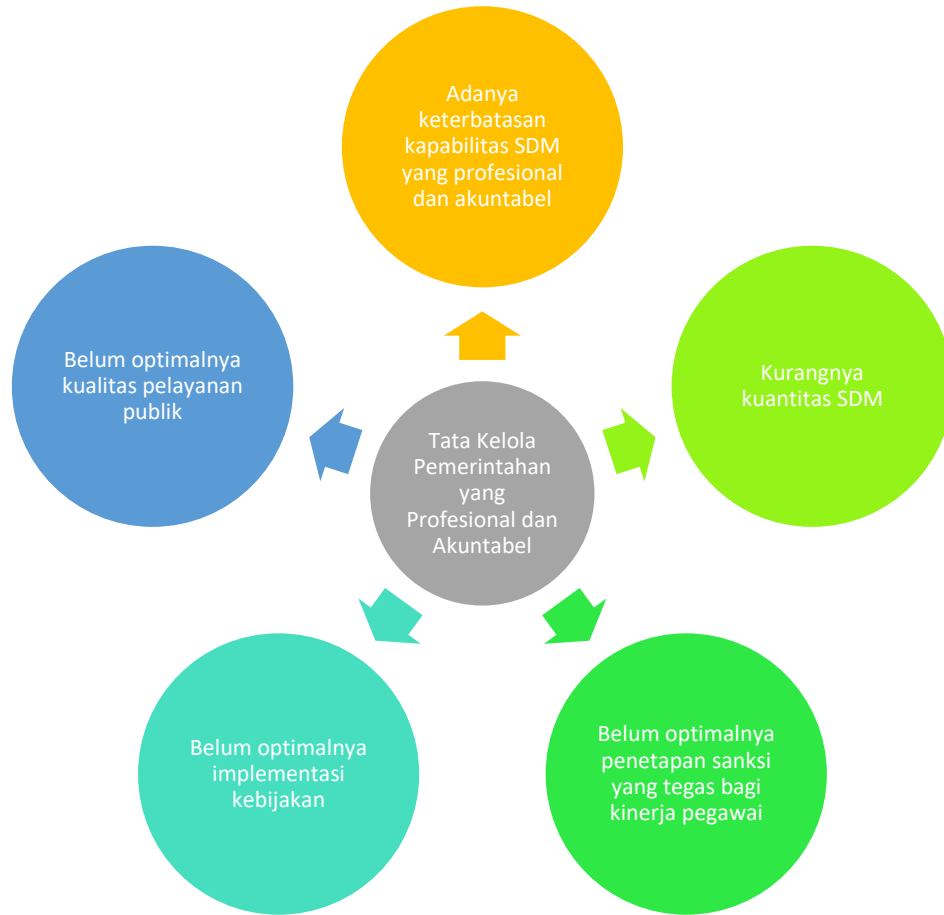 Adanya
keterbatasan
kapabilitas SDM
yang profesional
dan akuntabel
Kurangnya
kuantitas SDM
Belum optimalnya
penetapan sanksi
yang tegas bagi
kinerja pegawai
Belum optimalnya
implementasi
kebijakan
Belum optimalnya
kualitas pelayanan
publik
Tata Kelola
Pemerintahan
yang
Profesional dan
Akuntabel